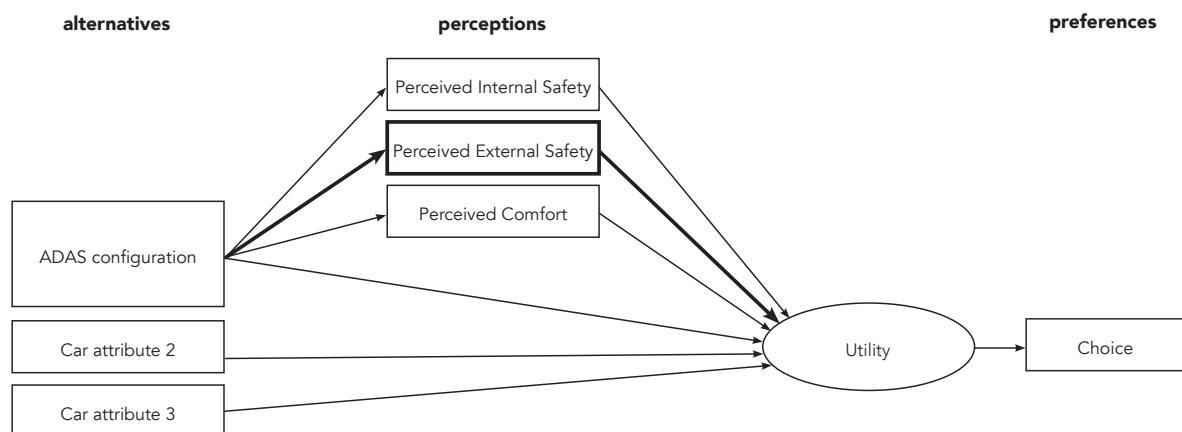 alternatives
perceptions
preferences
Perceived Internal Safety
Perceived External Safety
Perceived Comfort
ADAS configuration
Car attribute 2
Car attribute 3
Utility
Choice